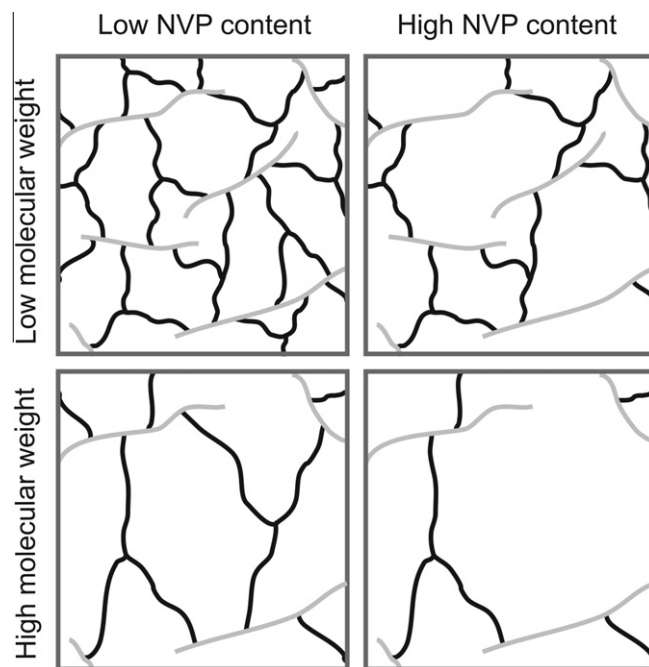 Low NVP content
High NVP content
Low molecular weight
High molecular weight